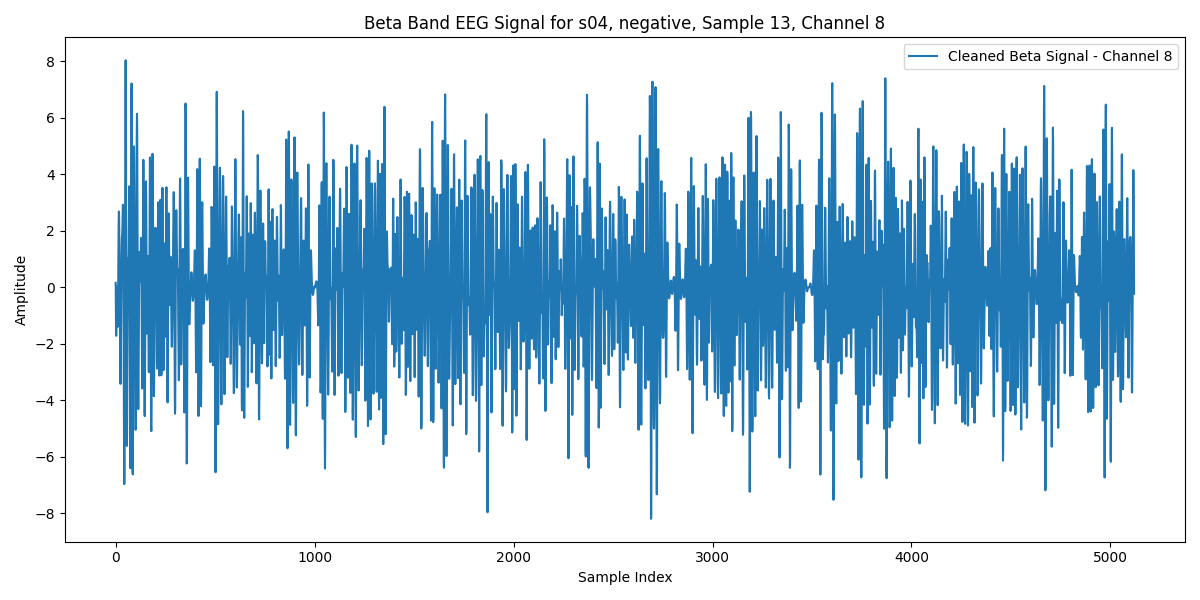 Beta Band EEG Signal for s04, negative, Sample 13, Channel 8
Cleaned Beta Signal - Channel 8
Amplitude
8
6
4
2
0
−2
−4
−6
−8
0 1000 2000 3000 4000 5000
Sample Index